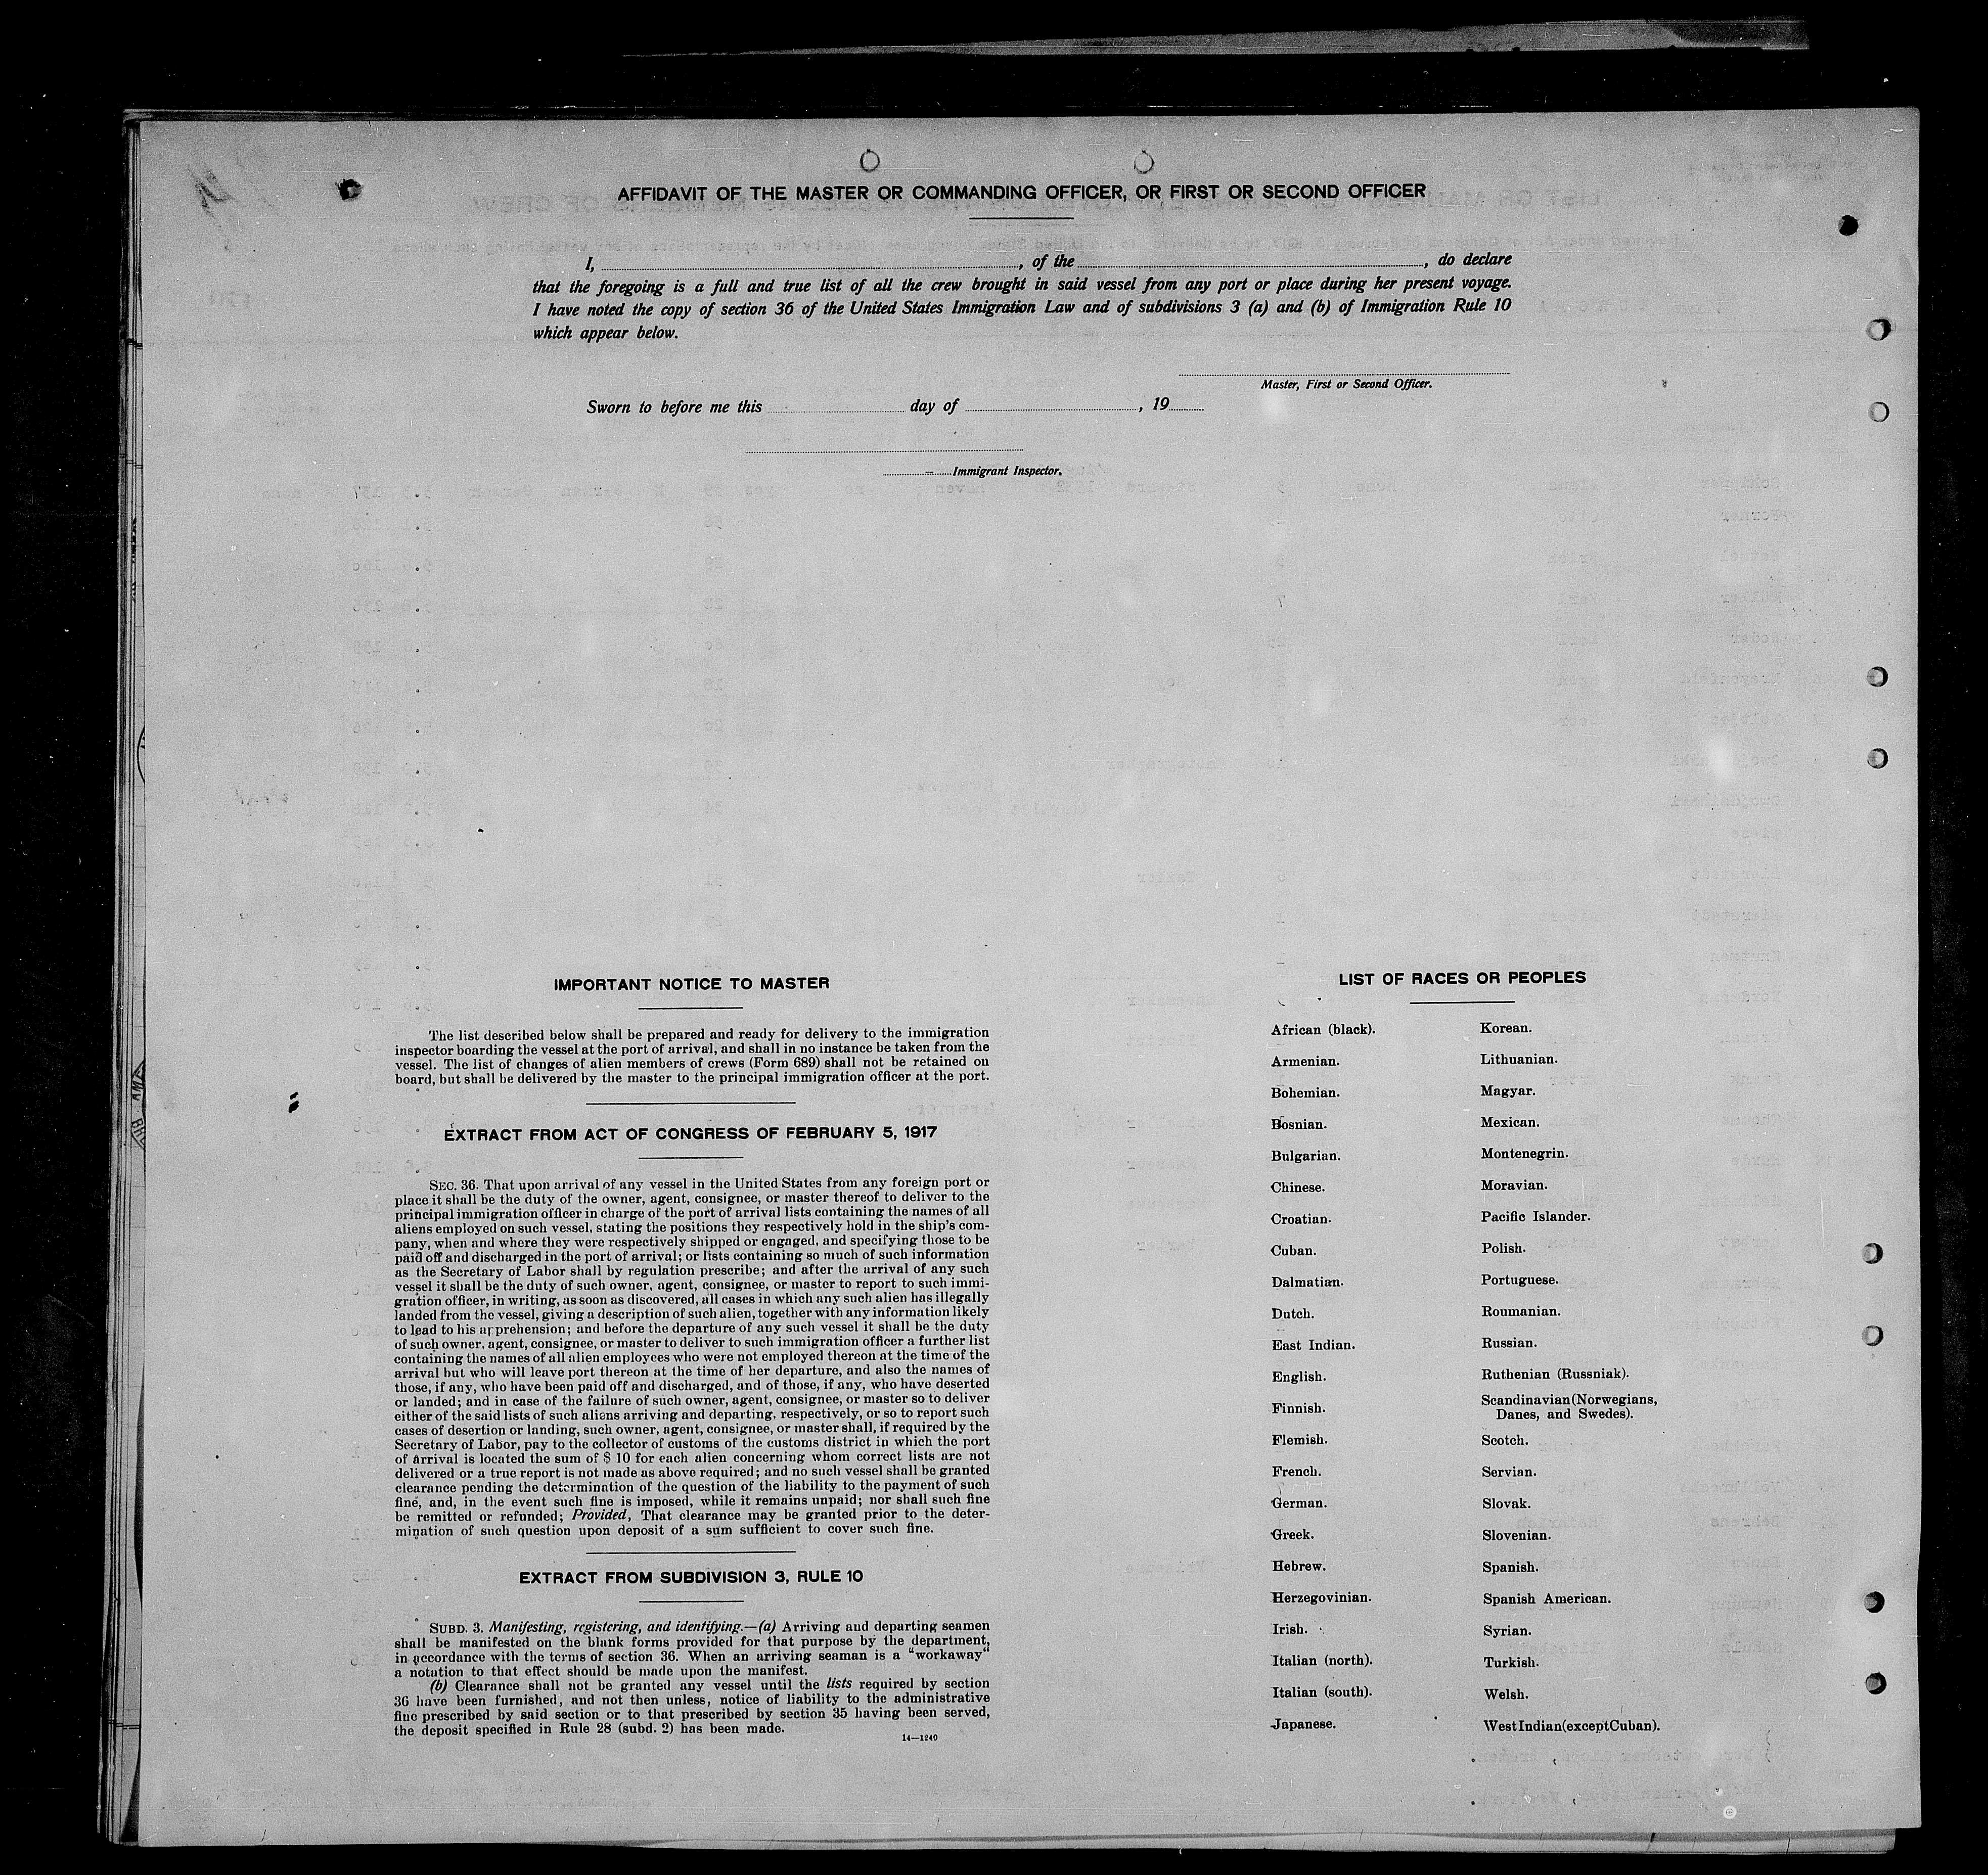 AFFIDAVIT OF THE MASTER OR COMMANDING OFFICER, OR FIRST OR SECOND OFFICER
I, , of the , do declare
that the foregoing is a full and true list of all the crew brought in said vessel from any port or place during her present voyage.
I have noted the copy of section 36 of the United States Immigration Law and of subdivisions 3 (a) and (b) of Immigration Rule 10
which appear below.
Master, First or Second Officer.
Sworn to before me this day of , 19
Immigrant Inspector.
IMPORTANT NOTICE TO MASTER
The list described below shall be prepared and ready for delivery to the immigration
inspector boarding the vessel at the port of arrival, and shall in no instance be taken from the
vessel. The list of changes of alien members of crews (Form 689) shall not be retained on
board, but shall be delivered by the master to the principal immigration officer at the port.
EXTRACT FROM ACT OF CONGRESS OF FEBRUARY 5, 1917
SEC. 36. That upon arrival of any vessel in the United States from any foreign port or
place it shall be the duty of the owner, agent, consignee, or master thereof to deliver to the
principal immigration officer in charge of the port of arrival lists containing the names of all
aliens employed on such vessel, stating the positions they respectively hold in the ship's com-
pany, when and where they were respectively shipped or engaged, and specifying those to be
paid off and discharged in the port of arrival; or lists containing so much of such information
as the Secretary of Labor shall by regulation prescribe; and after the arrival of any such
vessel it shall be the duty of such owner, agent, consignee, or master to report to such immi-
gration officer, in writing, as soon as discovered, all cases in which any such alien has illegally
landed from the vessel, giving a description of such alien, together with any information likely
to lead to his apprehension; and before the departure of any such vessel it shall be the duty
of such owner, agent, consignee, or master to deliver to such immigration officer a further list
containing the names of all alien employees who were not employed thereon at the time of the
arrival but who will leave port thereon at the time of her departure, and also the names of
those, if any, who have been paid off and discharged, and of those, if any, who have deserted
or landed; and in case of the failure of such owner, agent, consignee, or master so to deliver
either of the said lists of such aliens arriving and departing, respectively, or so to report such
cases of desertion or landing, such owner, agent, consignee, or master shall, if required by the
Secretary of Labor, pay to the collector of customs of the customs district in which the port
of arrival is located the sum of $ 10 for each alien concerning whom correct lists are not
delivered or a true report is not made as above required; and no such vessel shall be granted
clearance pending the determination of the question of the liability to the payment of such
fine, and, in the event such fine is imposed, while it remains unpaid; nor shall such fine
be remitted or refunded; Provided, That clearance may be granted prior to the deter-
mination of such question upon deposit of a sum sufficient to cover such fine.
EXTRACT FROM SUBDIVISION 3, RULE 10
SUBD. 3. Manifesting, registering, and identifying.—(a) Arriving and departing seamen
shall be manifested on the blank forms provided for that purpose by the department,
in accordance with the terms of section 36. When an arriving seaman is a "workaway"
a notation to that effect should be made upon the manifest.
(b) Clearance shall not be granted any vessel until the lists required by section
36 have been furnished, and not then unless, notice of liability to the administrative
fine prescribed by said section or to that prescribed by section 35 having been served,
the deposit specified in Rule 28 (subd. 2) has been made.
14—1240
LIST OF RACES OR PEOPLES
African (black).
Armenian.
Bohemian.
Bosnian.
Bulgarian.
Chinese.
Croatian.
Cuban.
Dalmatian.
Dutch.
East Indian.
English.
Finnish.
Flemish.
French.
German.
Greek.
Hebrew.
Herzegovinian.
Irish.
Italian (north).
Italian (south).
Japanese.
Korean.
Lithuanian.
Magyar.
Mexican.
Montenegrin.
Moravian.
Pacific Islander.
Polish.
Portuguese.
Roumanian.
Russian.
Ruthenian (Russniak).
Scandinavian (Norwegians,
Danes, and Swedes).
Scotch.
Servian.
Slovak.
Slovenian.
Spanish.
Spanish American.
Syrian.
Turkish.
Welsh.
West Indian (except Cuban).